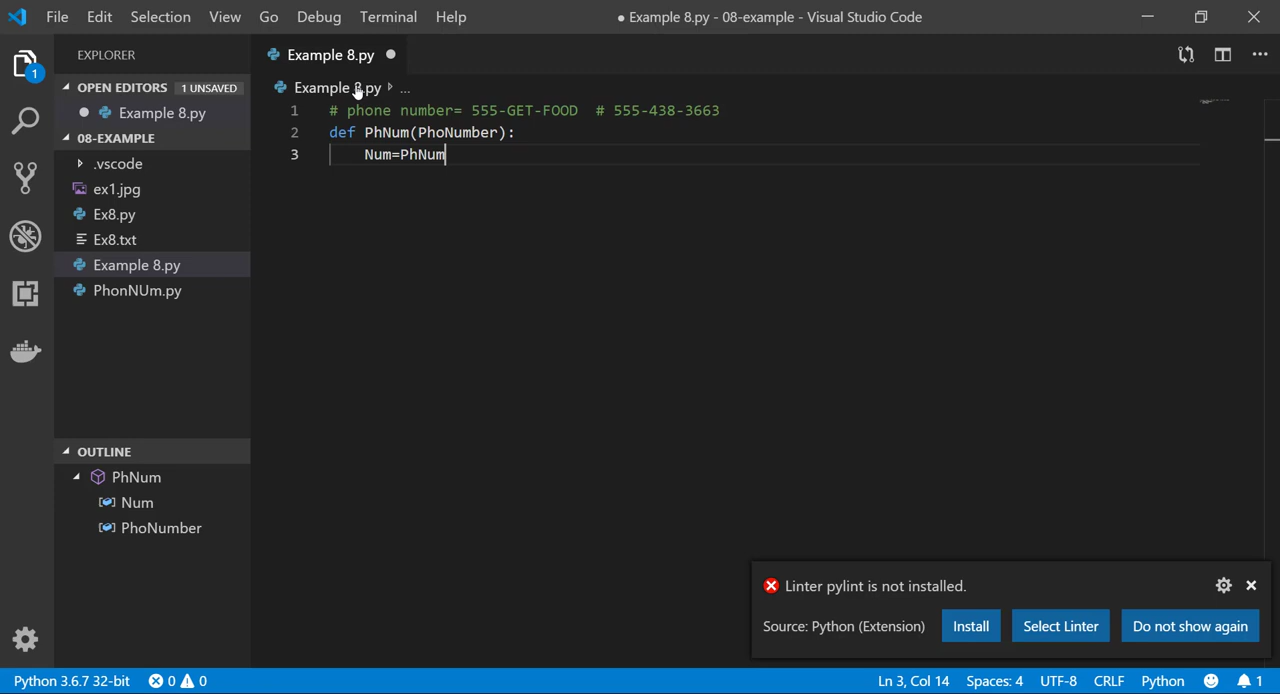 File Edit Selection View Go Debug Terminal Help ● Example 8.py - 08-example - Visual Studio Code
EXPLORER
Example 8.py
1
OPEN EDITORS 1 UNSAVED
Example 8.py
08-EXAMPLE
.vscode
ex1.jpg
Ex8.py
Ex8.txt
Example 8.py
PhonNUm.py
OUTLINE
PhNum
Num
PhoNumber
Example 8.py ...
1 # phone number= 555-GET-FOOD # 555-438-3663
2 def PhNum(PhoNumber):
3 Num=PhNum
Linter pylint is not installed.
Source: Python (Extension) Install Select Linter Do not show again
Python 3.6.7 32-bit 0 0 Ln 3, Col 14 Spaces: 4 UTF-8 CRLF Python 1